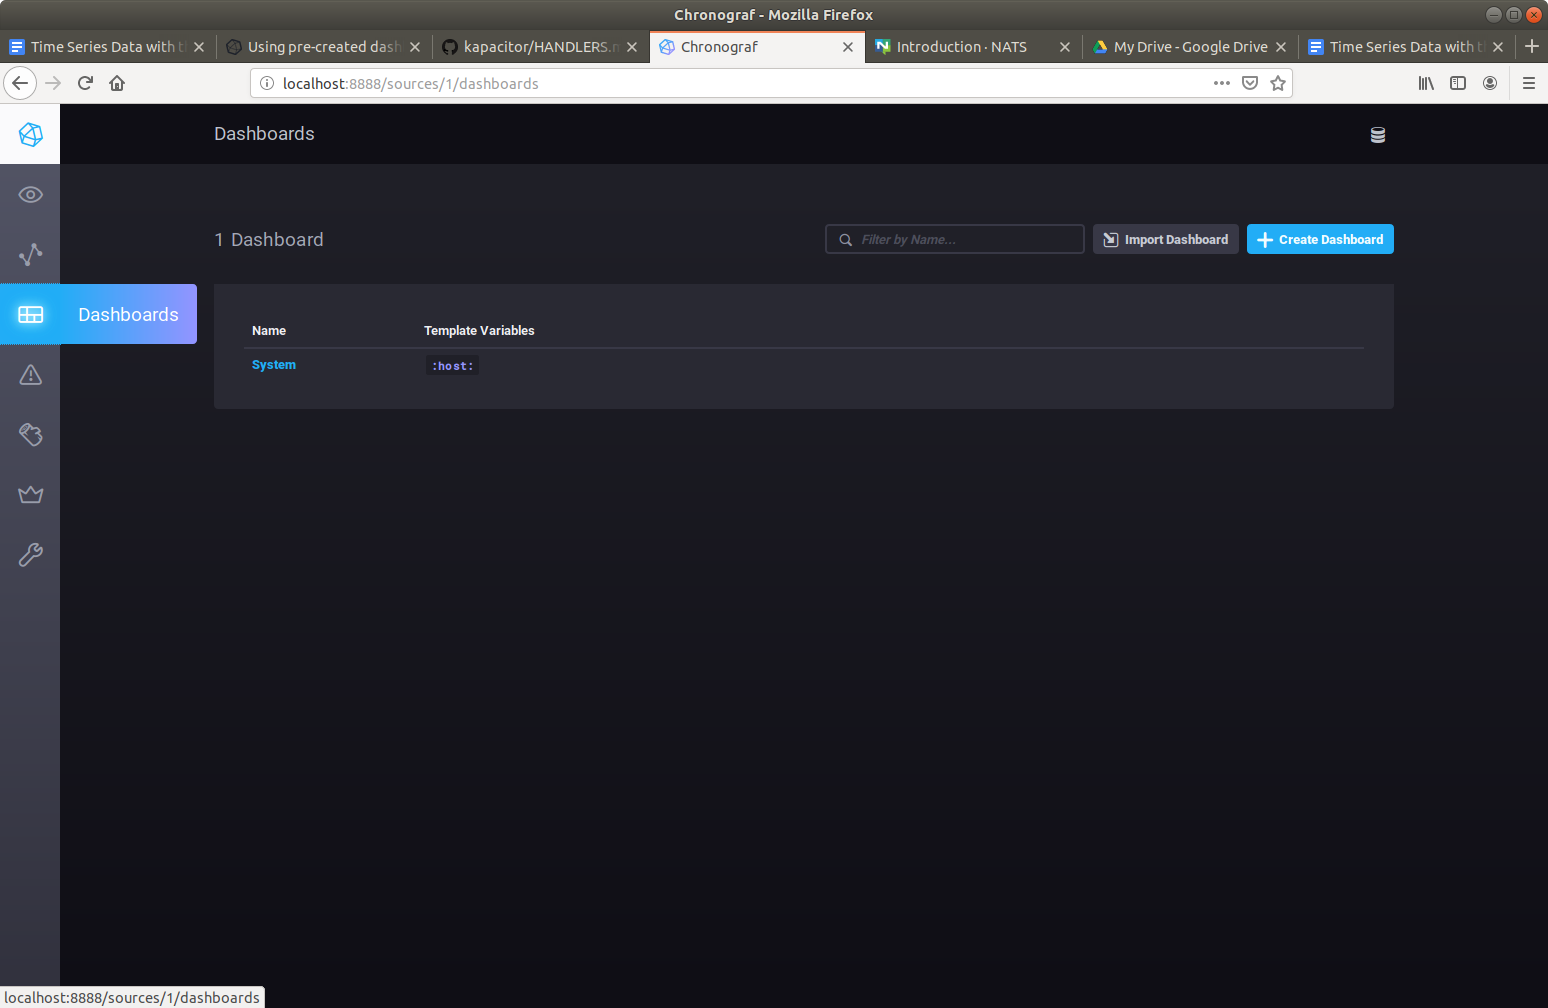 Chronograf - Mozilla Firefox
Time Series Data with t
Using pre-created dash
kapacitor/HANDLERS.m
Chronograf
Introduction · NATS
My Drive - Google Drive
Time Series Data with t
localhost:8888/sources/1/dashboards
Dashboards
1 Dashboard
Filter by Name...
Import Dashboard
Create Dashboard
Dashboards
Name
Template Variables
System
:host:
localhost:8888/sources/1/dashboards